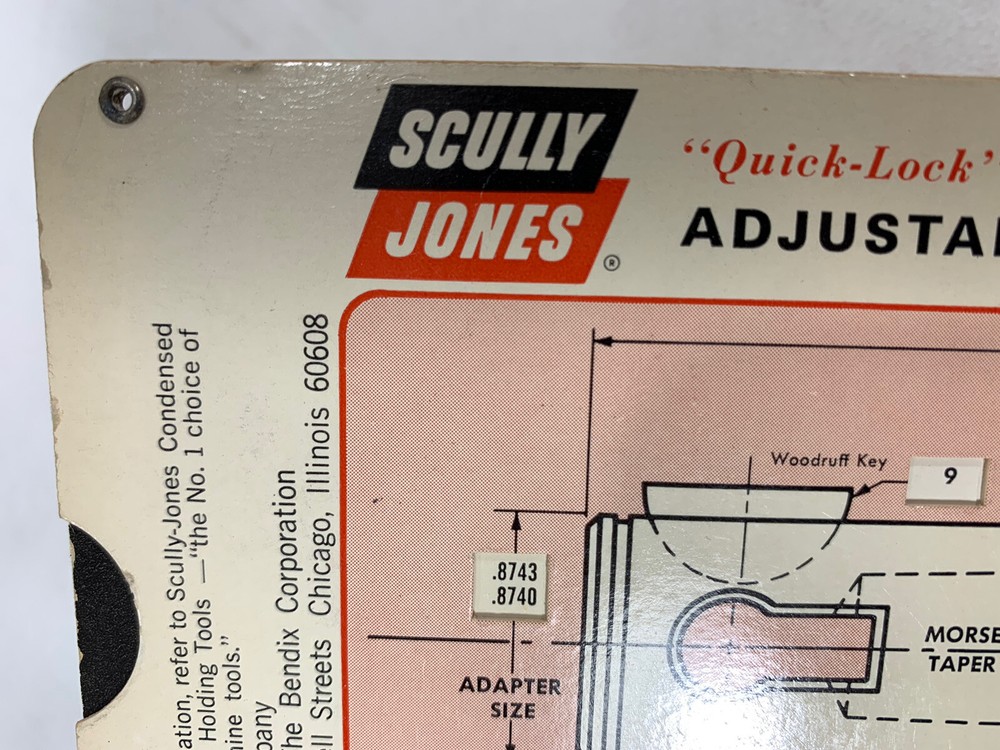 SCULLY
JONES
®
"Quick-Lock"
ADJUSTA
Woodruff Key
9
.8743
.8740
ADAPTER
SIZE
MORSE
TAPER
ation, refer to Scully-Jones Condensed
Holding Tools —"the No. 1 choice of
hine tools."
pany
he Bendix Corporation
ll Streets Chicago, Illinois 60608